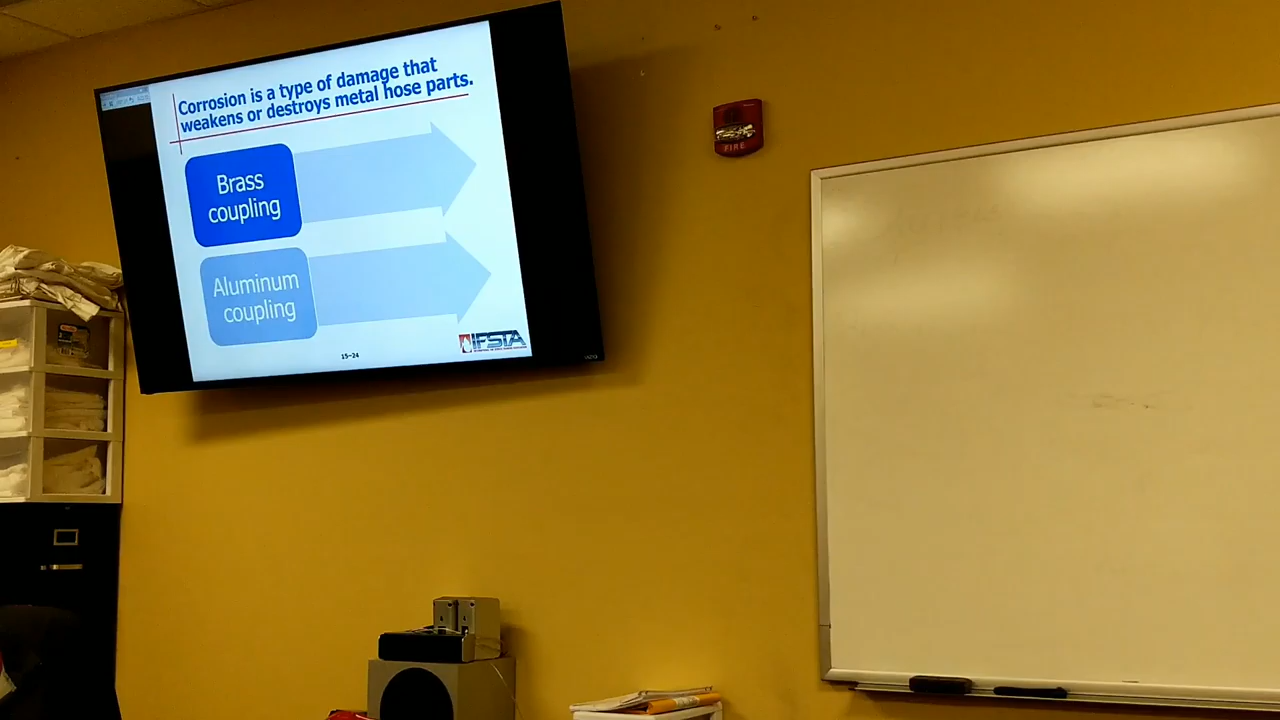 Corrosion is a type of damage that
weakens or destroys metal hose parts.
Brass
coupling
Aluminum
coupling
15-24
IFSTA
VIZIO
FIRE